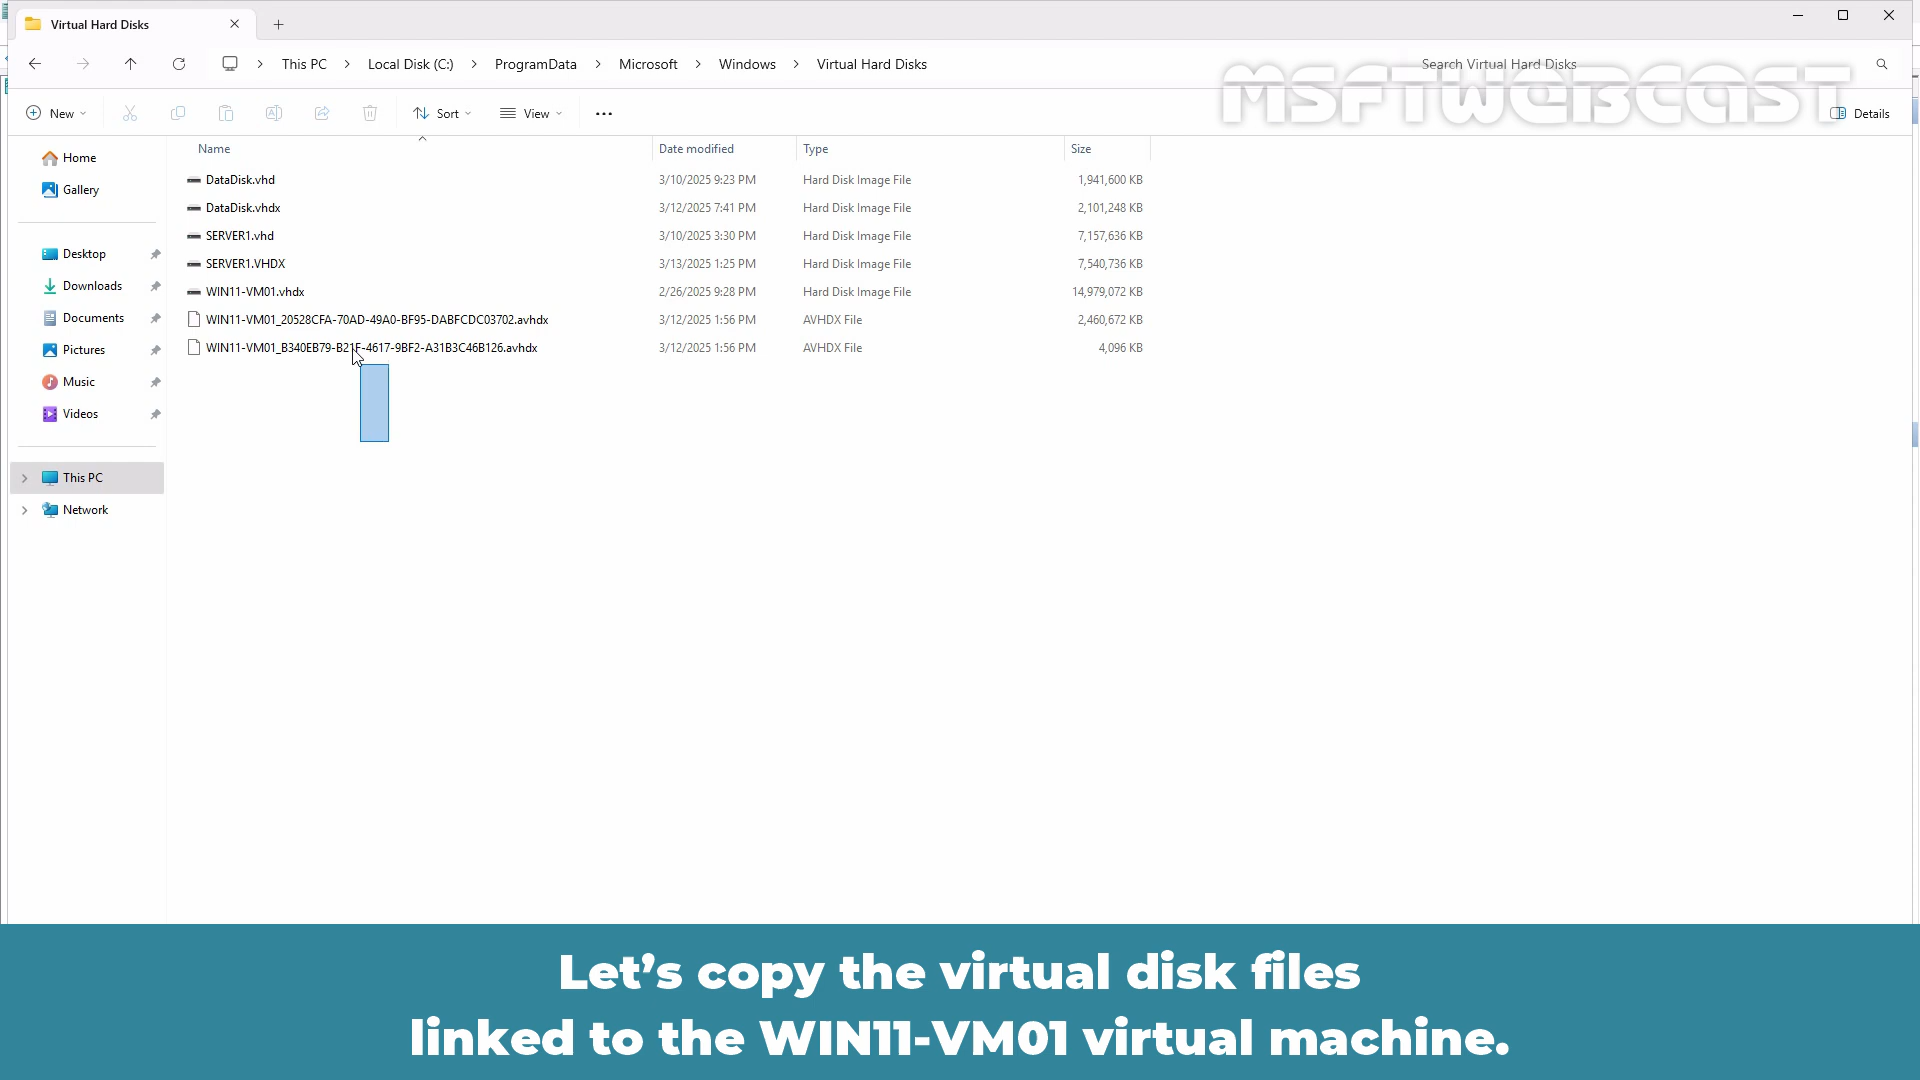 Virtual Hard Disks
This PC > Local Disk (C:) > ProgramData > Microsoft > Windows > Virtual Hard Disks
Search Virtual Hard Disks
MSFTWEBCAST
New
Sort
View
Details
Name Date modified Type Size
Home
Gallery
Desktop
Downloads
Documents
Pictures
Music
Videos
This PC
Network
DataDisk.vhd 3/10/2025 9:23 PM Hard Disk Image File 1,941,600 KB
DataDisk.vhdx 3/12/2025 7:41 PM Hard Disk Image File 2,101,248 KB
SERVER1.vhd 3/10/2025 3:30 PM Hard Disk Image File 7,157,636 KB
SERVER1.VHDX 3/13/2025 1:25 PM Hard Disk Image File 7,540,736 KB
WIN11-VM01.vhdx 2/26/2025 9:28 PM Hard Disk Image File 14,979,072 KB
WIN11-VM01_20528CFA-70AD-49A0-BF95-DABFCDC03702.avhdx 3/12/2025 1:56 PM AVHDX File 2,460,672 KB
WIN11-VM01_B340EB79-B21F-4617-9BF2-A31B3C46B126.avhdx 3/12/2025 1:56 PM AVHDX File 4,096 KB
Let’s copy the virtual disk files
linked to the WIN11-VM01 virtual machine.